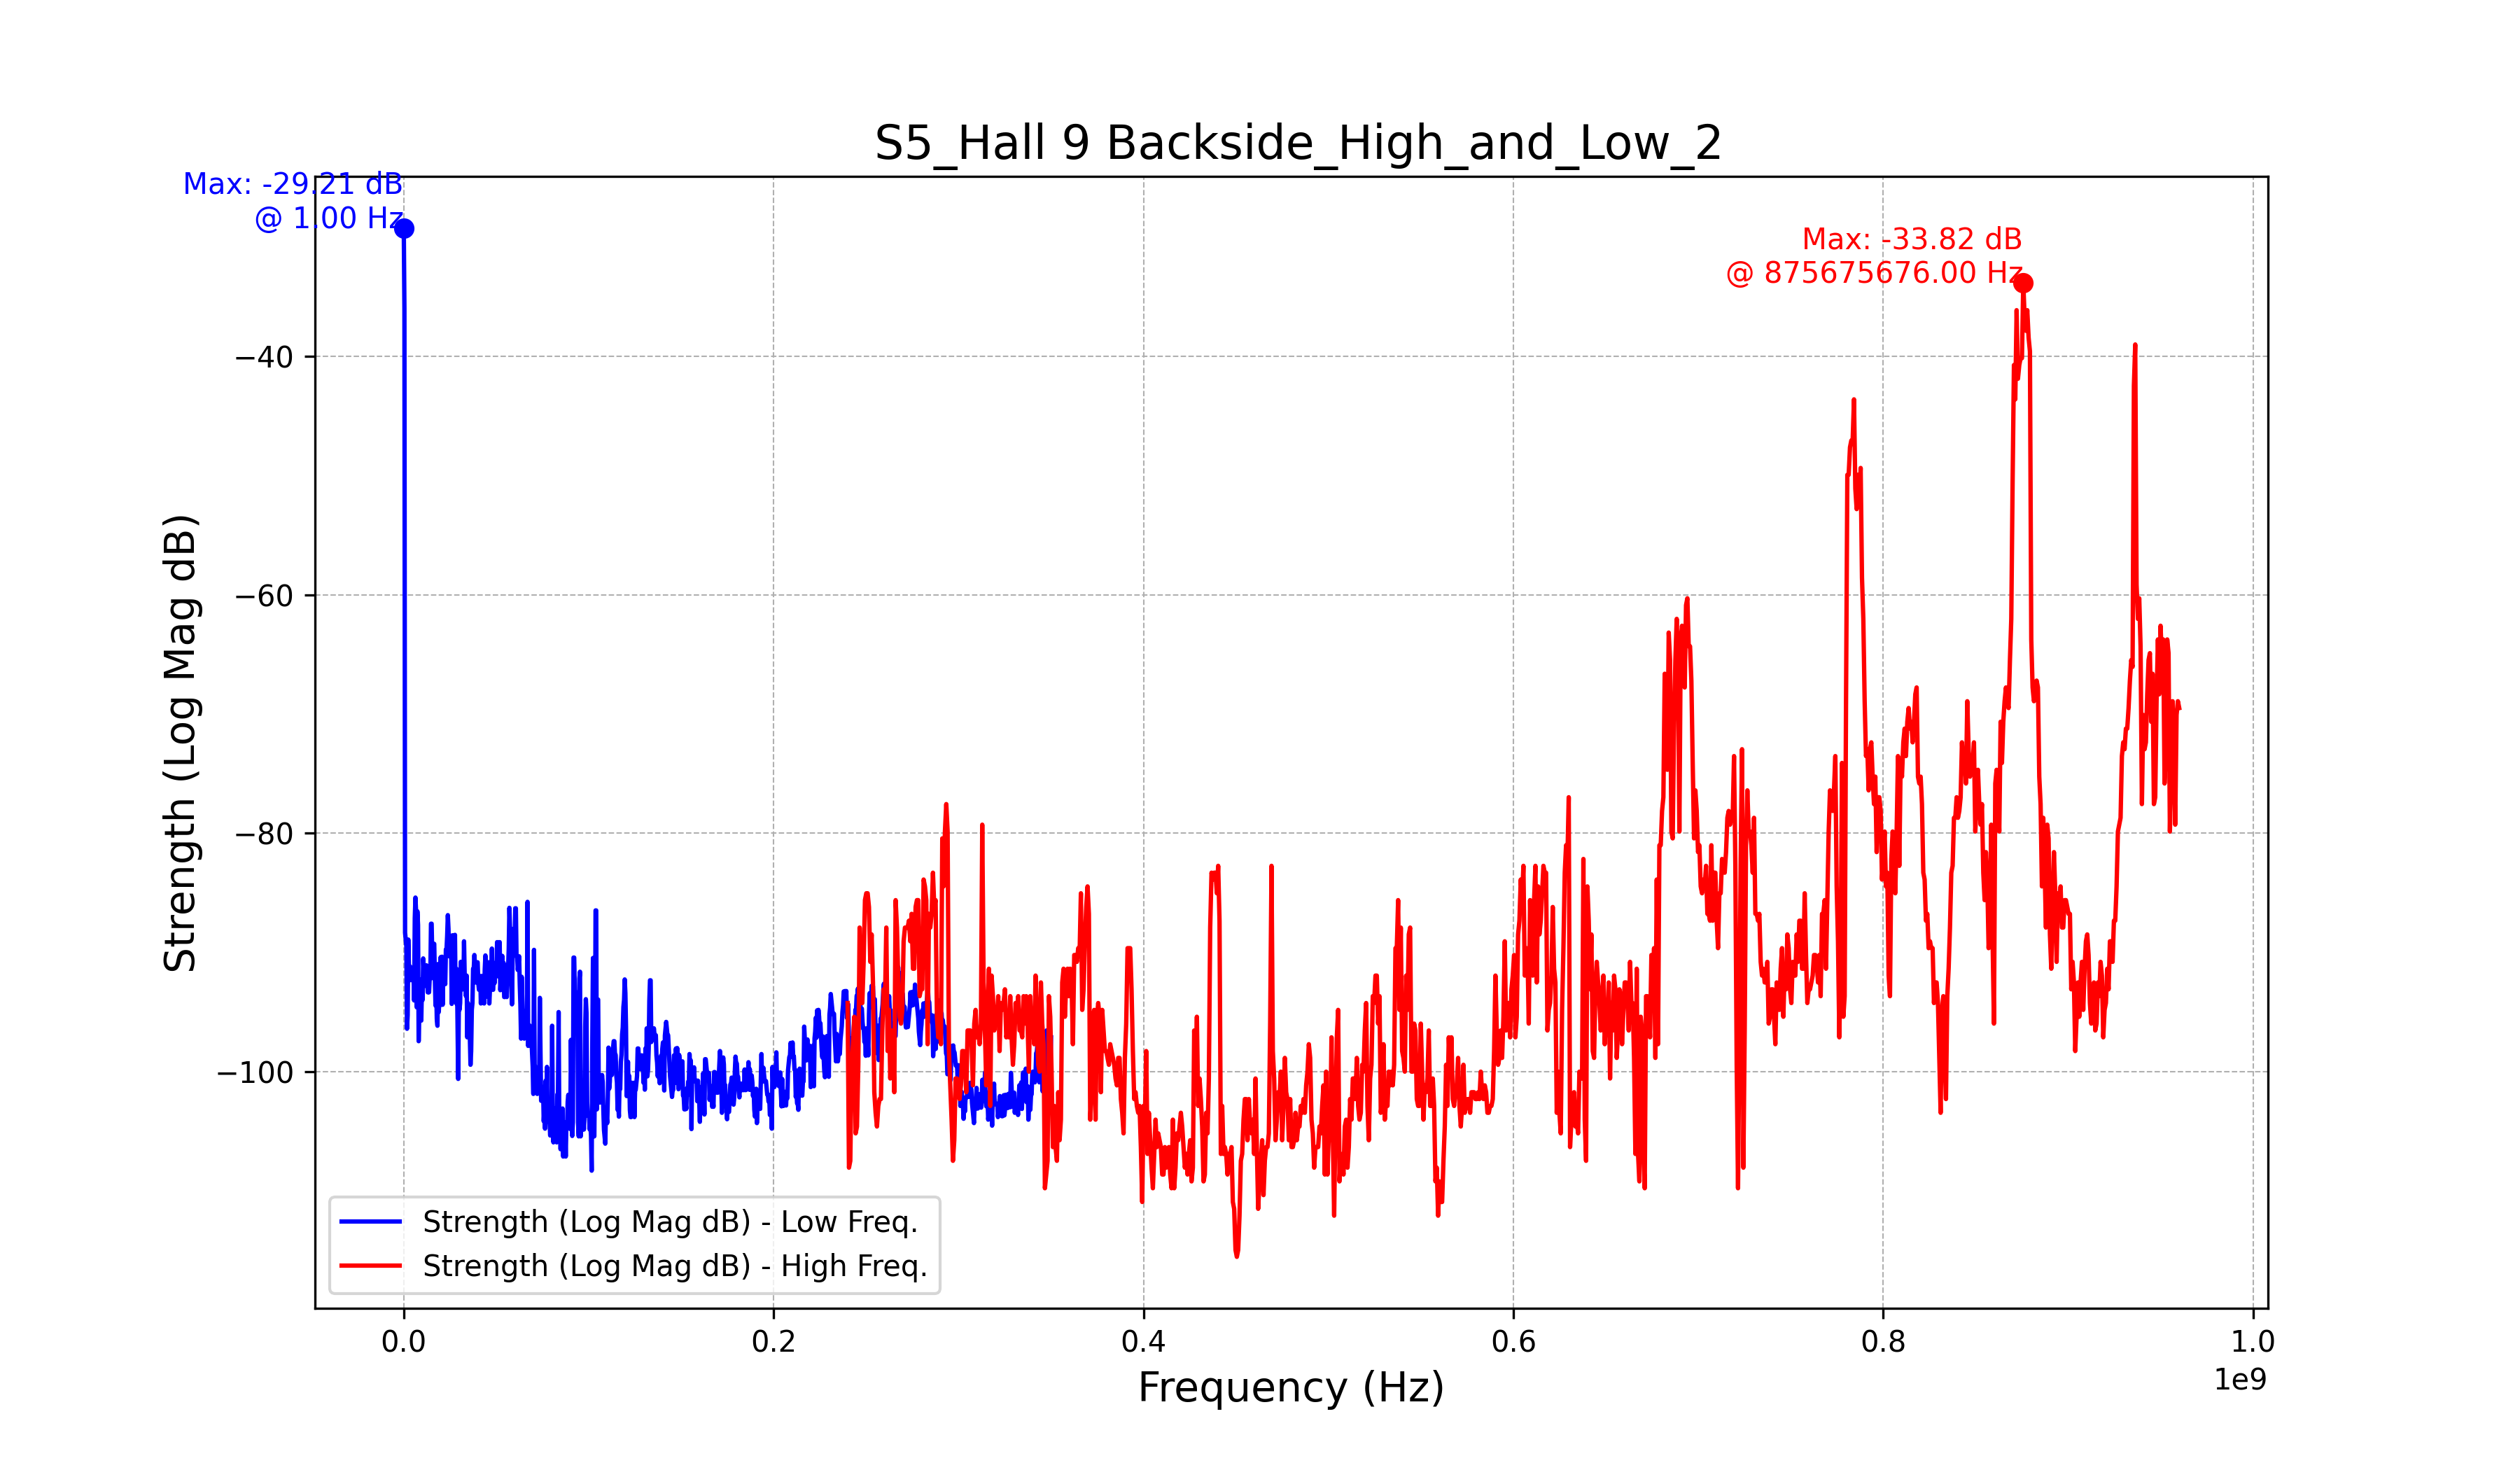 S5_Hall 9 Backside_High_and_Low_2
Max: -29.21 dB
@ 1.00 Hz
Max: -33.82 dB
@ 875675676.00 Hz
Strength (Log Mag dB)
−40
−60
−80
−100
Strength (Log Mag dB) - Low Freq.
Strength (Log Mag dB) - High Freq.
0.0
0.2
0.4
0.6
0.8
1.0
1e9
Frequency (Hz)